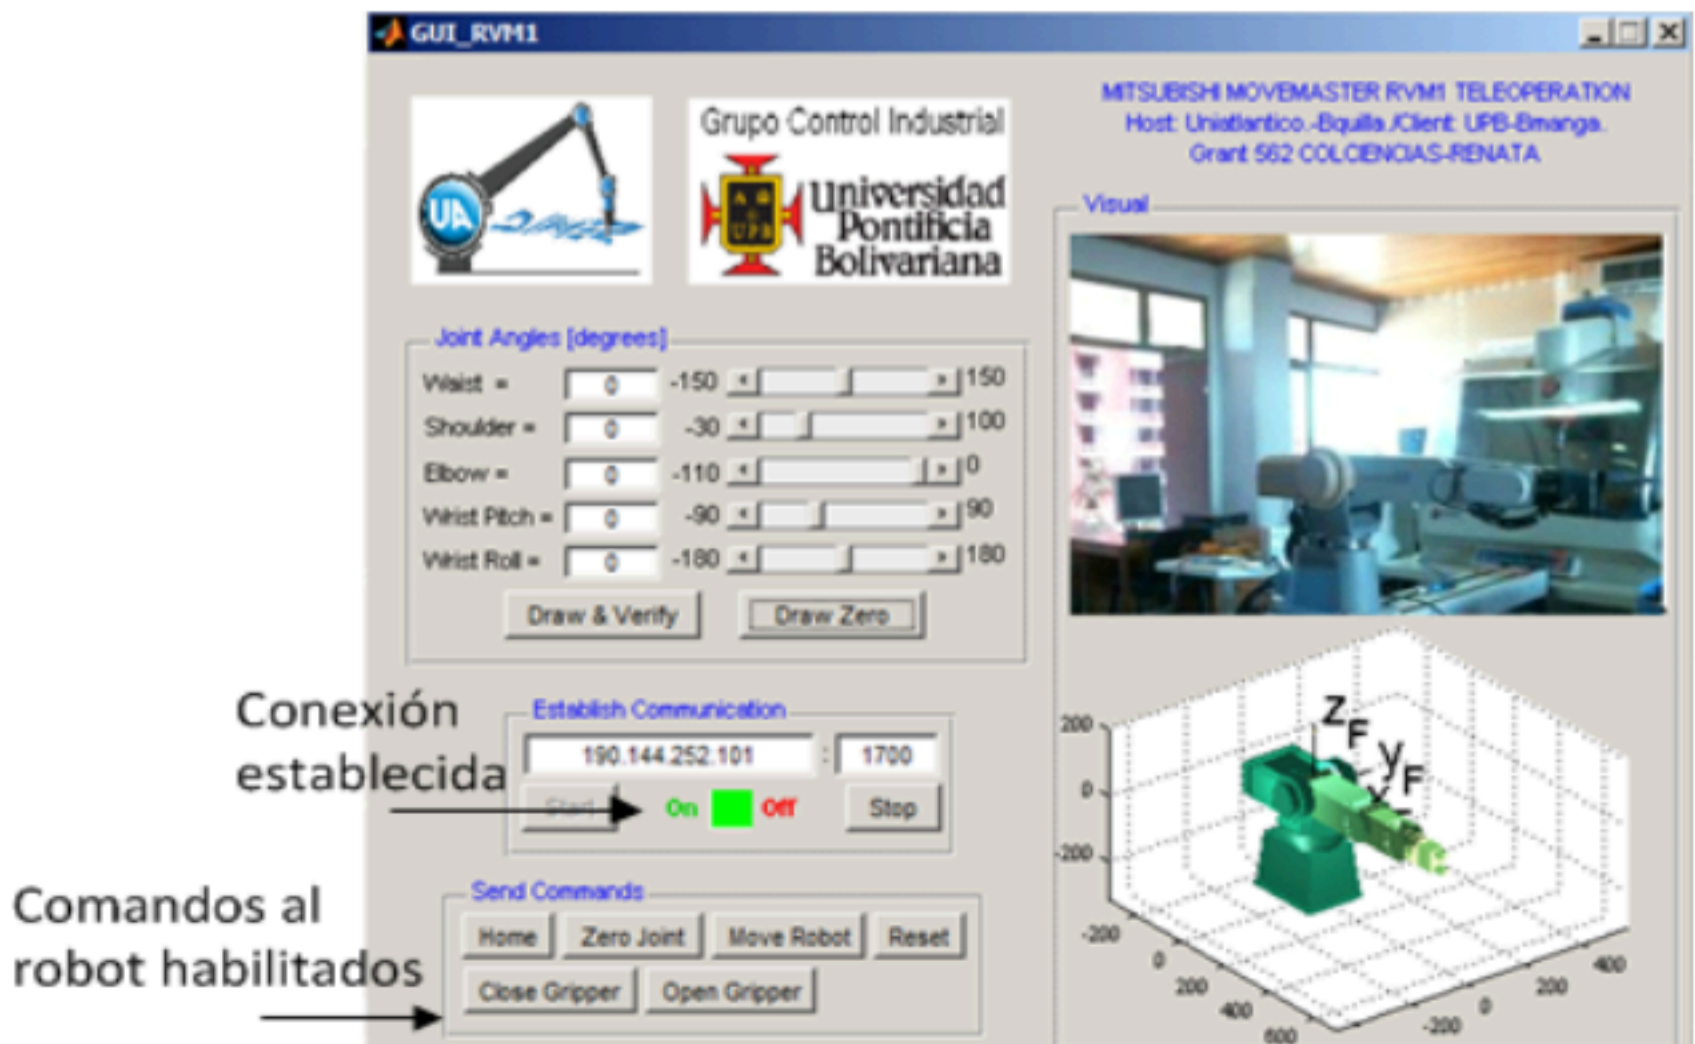 GUI_RVM1
UA
Grupo Control Industrial
UPB
Universidad
Pontificia
Bolivariana
MITSUBISHI MOVEMASTER RVM1 TELEOPERATION
Host: Uniatlantico.-Bquilla./Client: UPB-Bmanga.
Grant 562 COLCIENCIAS-RENATA
Visual
Joint Angles [degrees]
Waist = 0 -150 150
Shoulder = 0 -30 100
Elbow = 0 -110 0
Wrist Pitch = 0 -90 90
Wrist Roll = 0 -180 180
Draw & Verify Draw Zero
Conexión
establecida
Establish Communication
190.144.252.101 : 1700
Start On Off Stop
Comandos al
robot habilitados
Send Commands
Home Zero Joint Move Robot Reset
Close Gripper Open Gripper
Z F
y F
200
0
-200
-200 0 200 400 600
-200 0 200 400